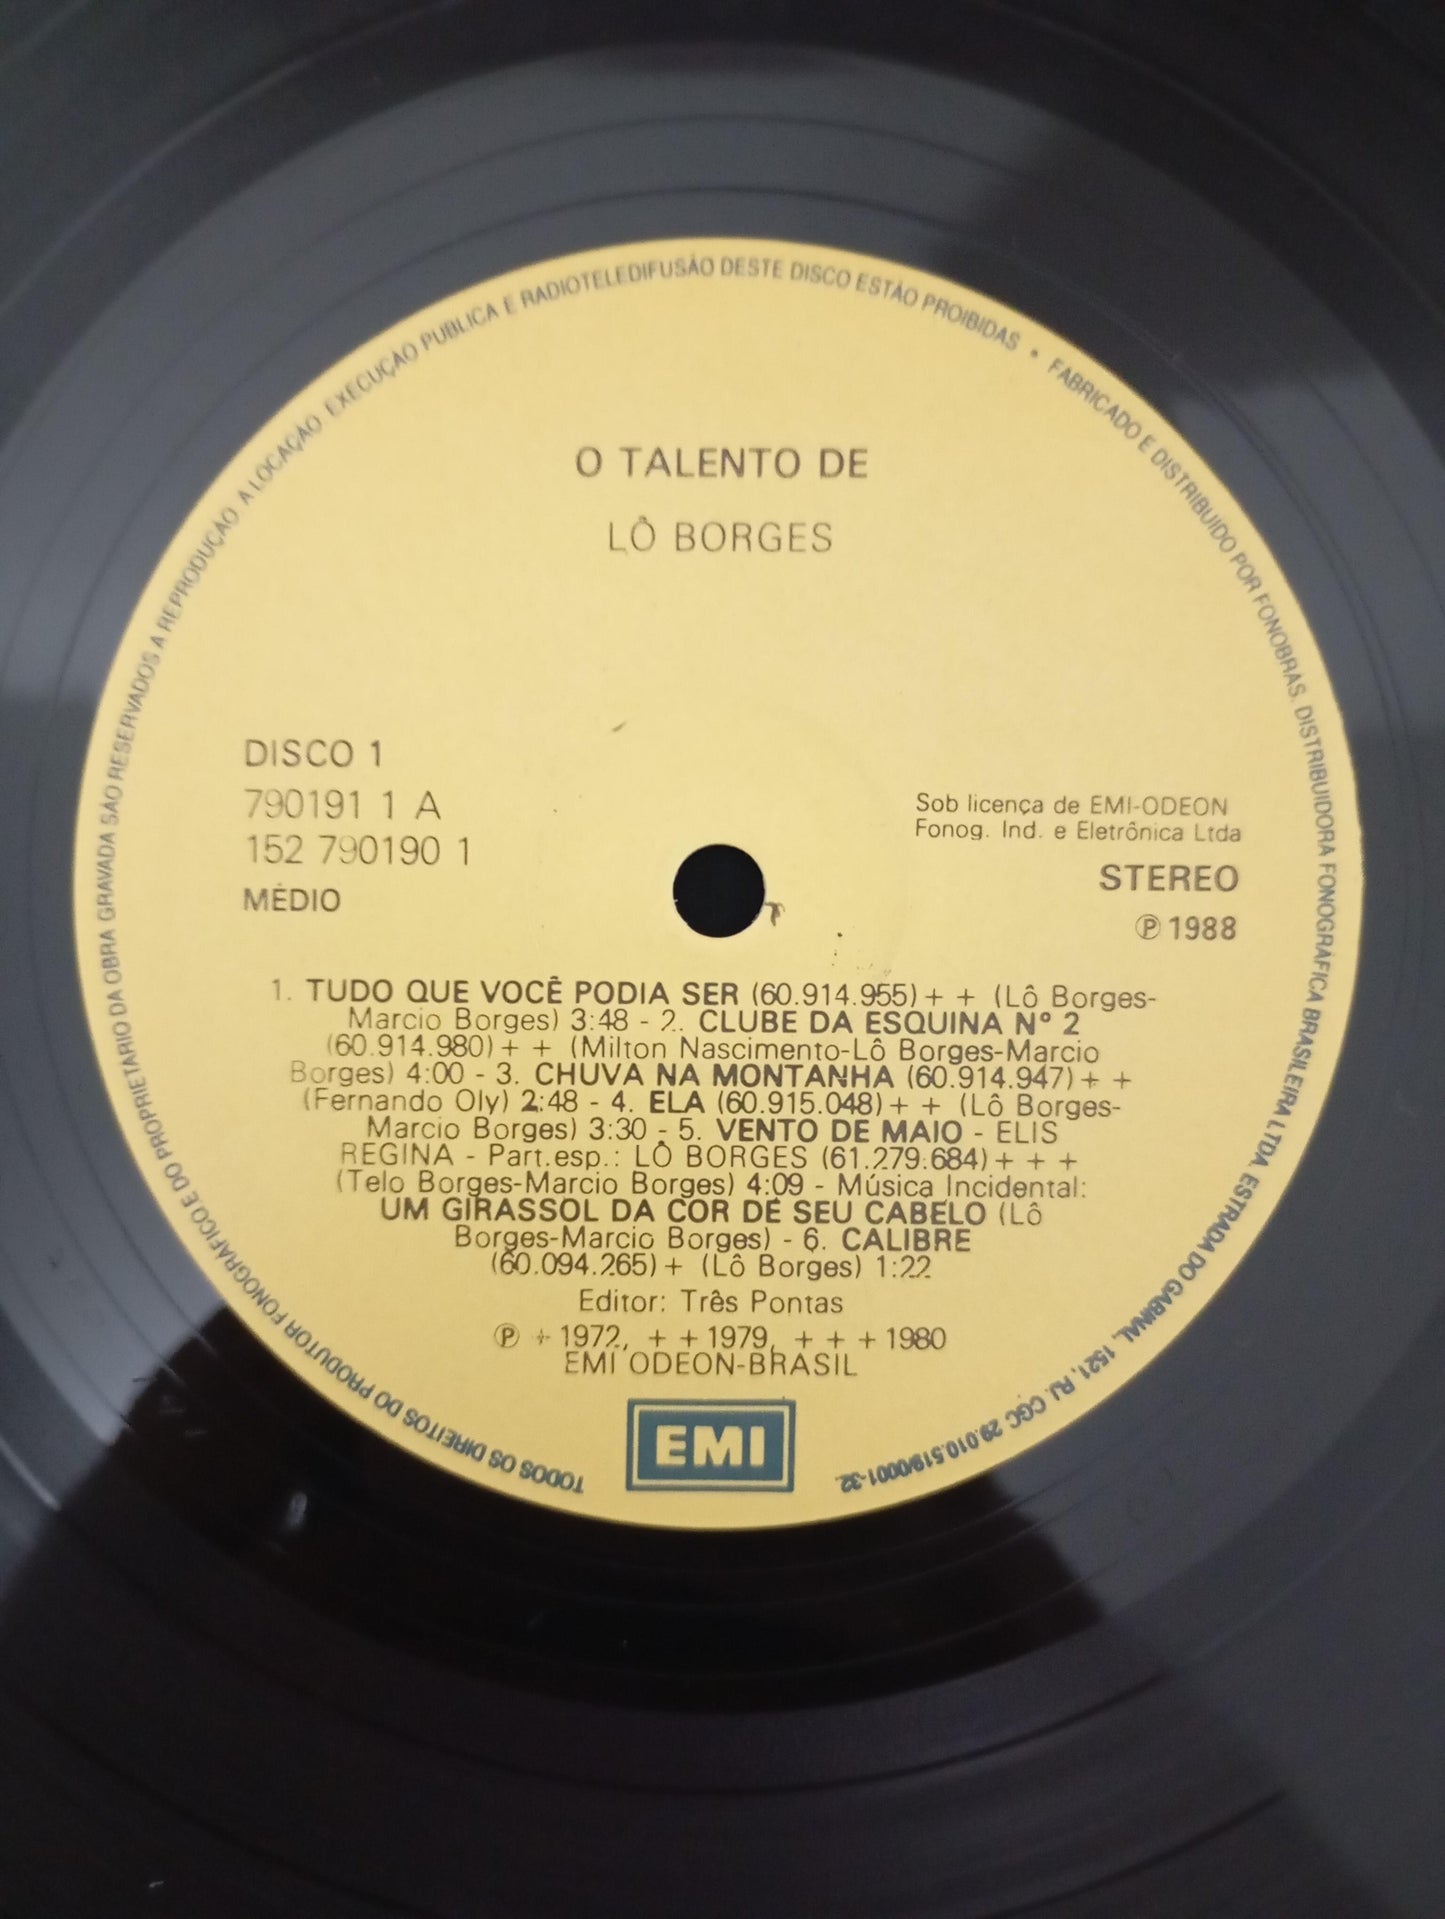 TODOS OS DIREITOS DO PRODUTOR FONOGRÁFICO E DO PROPRIETÁRIO DA OBRA GRAVADA SÃO RESERVADOS A REPRODUÇÃO. A LOCAÇÃO. EXECUÇÃO PUBLICA E RADIOTELEDIFUSÃO DESTE DISCO ESTÃO PROIBIDAS • FABRICADO E DISTRIBUIDO POR FONOBRÁS. DISTRIBUIDORA FONOGRÁFICA BRASILEIRA LTDA. ESTRADA DO GABINAL, 1521, RJ. CGC 29.010.519/0001-32
O TALENTO DE
LÔ BORGES
DISCO 1
790191 1 A
152 790190 1
MÉDIO
Sob licença de EMI-ODEON
Fonog. Ind. e Eletrônica Ltda
STEREO
℗ 1988
1. TUDO QUE VOCÊ PODIA SER (60.914.955) + + (Lô Borges-
Marcio Borges) 3:48 - 2. CLUBE DA ESQUINA Nº 2
(60.914.980) + + (Milton Nascimento-Lô Borges-Marcio
Borges) 4:00 - 3. CHUVA NA MONTANHA (60.914.947) + +
(Fernando Oly) 2:48 - 4. ELA (60.915.048) + + (Lô Borges-
Marcio Borges) 3:30 - 5. VENTO DE MAIO - ELIS
REGINA - Part.esp.: LÔ BORGES (61.279.684) + + +
(Telo Borges-Marcio Borges) 4:09 - Música Incidental:
UM GIRASSOL DA COR DE SEU CABELO (Lô
Borges-Marcio Borges) - 6. CALIBRE
(60.094.265) + (Lô Borges) 1:22
Editor: Três Pontas
℗ + 1972, + + 1979, + + + 1980
EMI ODEON-BRASIL
EMI